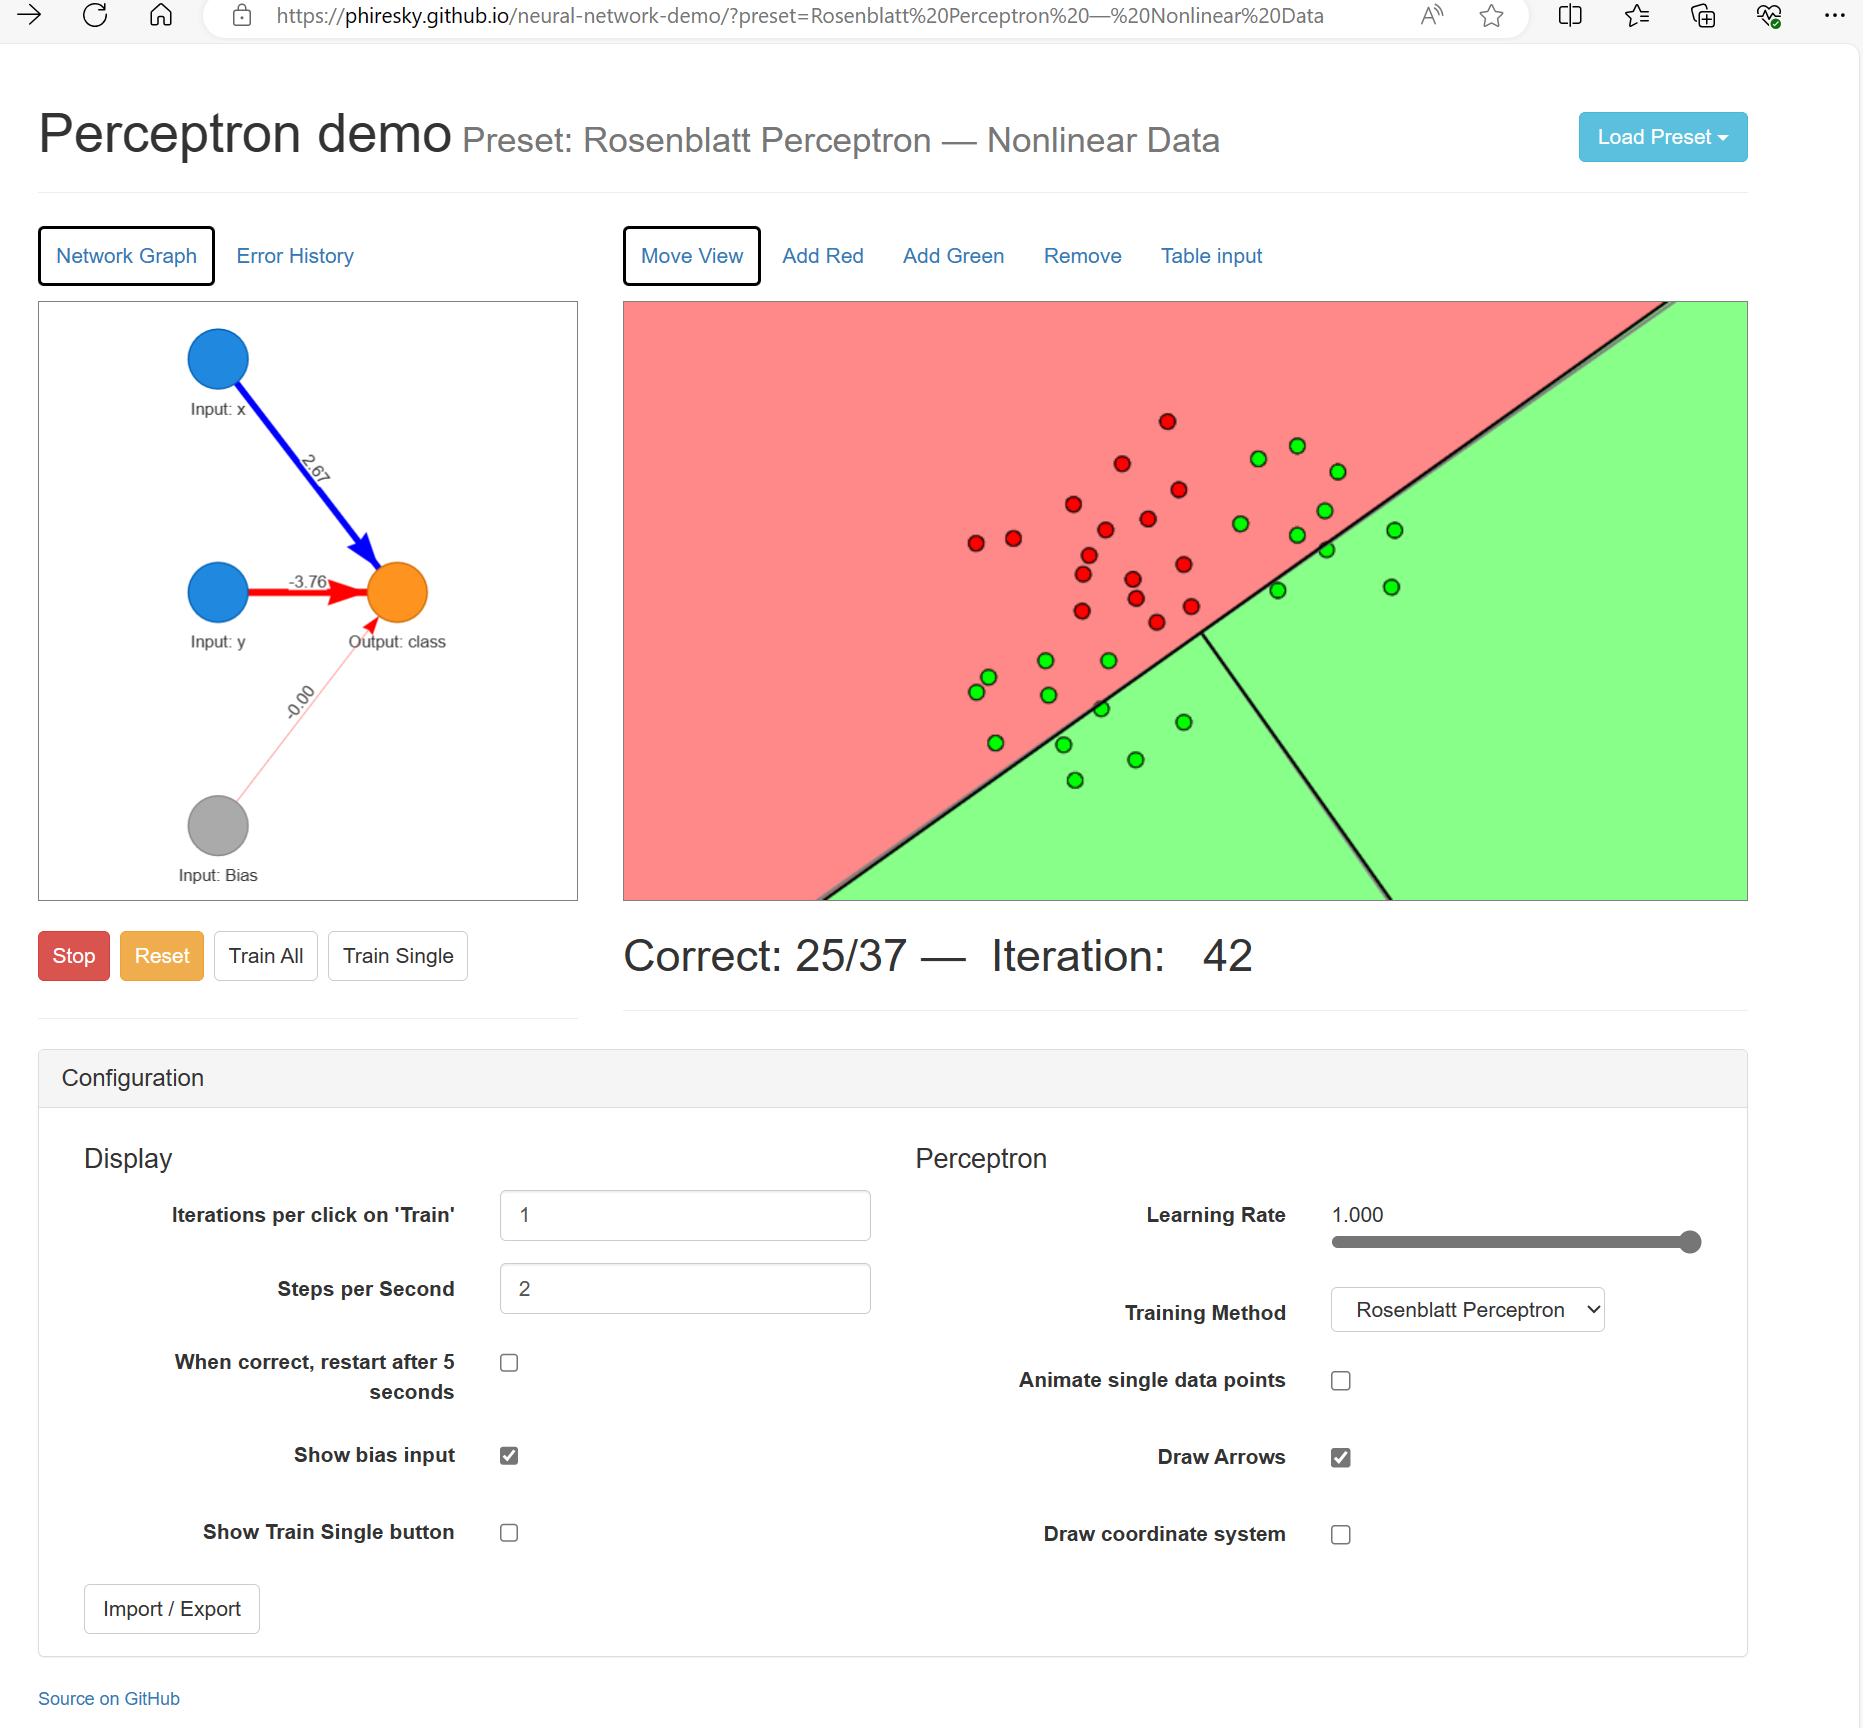 https://phiresky.github.io/neural-network-demo/?preset=Rosenblatt%20Perceptron%20—%20Nonlinear%20Data
Perceptron demo Preset: Rosenblatt Perceptron — Nonlinear Data
Load Preset
Network Graph
Error History
Move View
Add Red
Add Green
Remove
Table input
Input: x
2.67
-3.76
Input: y
Output: class
-0.00
Input: Bias
Stop
Reset
Train All
Train Single
Correct: 25/37 — Iteration: 42
Configuration
Display
Iterations per click on 'Train'
1
Steps per Second
2
When correct, restart after 5
seconds
Show bias input
Show Train Single button
Import / Export
Perceptron
Learning Rate
1.000
Training Method
Rosenblatt Perceptron
Animate single data points
Draw Arrows
Draw coordinate system
Source on GitHub